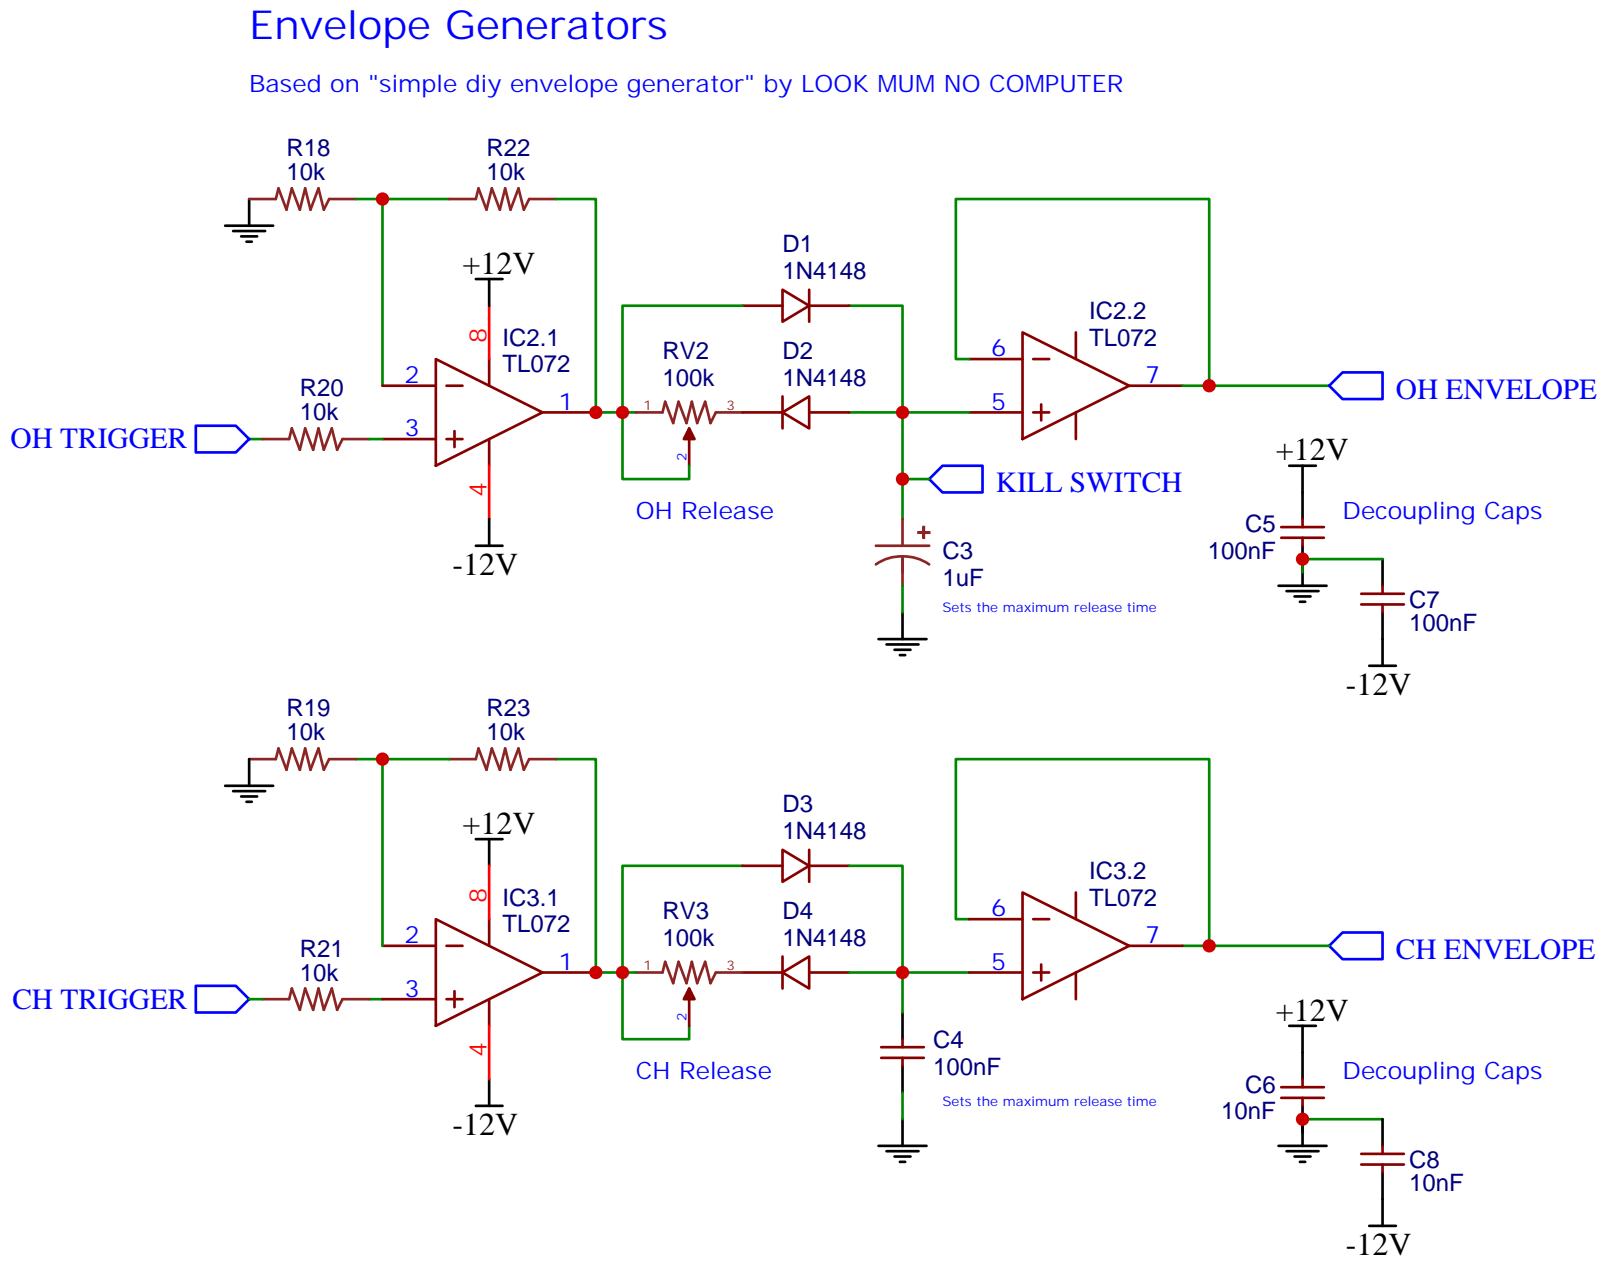 Envelope Generators
Based on "simple diy envelope generator" by LOOK MUM NO COMPUTER
R18
10k
R22
10k
+12V
8
IC2.1
TL072
2
3
1
4
-12V
R20
10k
OH TRIGGER
D1
1N4148
RV2
100k
1
3
2
D2
1N4148
OH Release
IC2.2
TL072
6
5
7
OH ENVELOPE
KILL SWITCH
+
C3
1uF
Sets the maximum release time
+12V
C5
100nF
Decoupling Caps
C7
100nF
-12V
R19
10k
R23
10k
+12V
8
IC3.1
TL072
2
3
1
4
-12V
R21
10k
CH TRIGGER
D3
1N4148
RV3
100k
1
3
2
D4
1N4148
CH Release
IC3.2
TL072
6
5
7
CH ENVELOPE
C4
100nF
Sets the maximum release time
+12V
C6
10nF
Decoupling Caps
C8
10nF
-12V